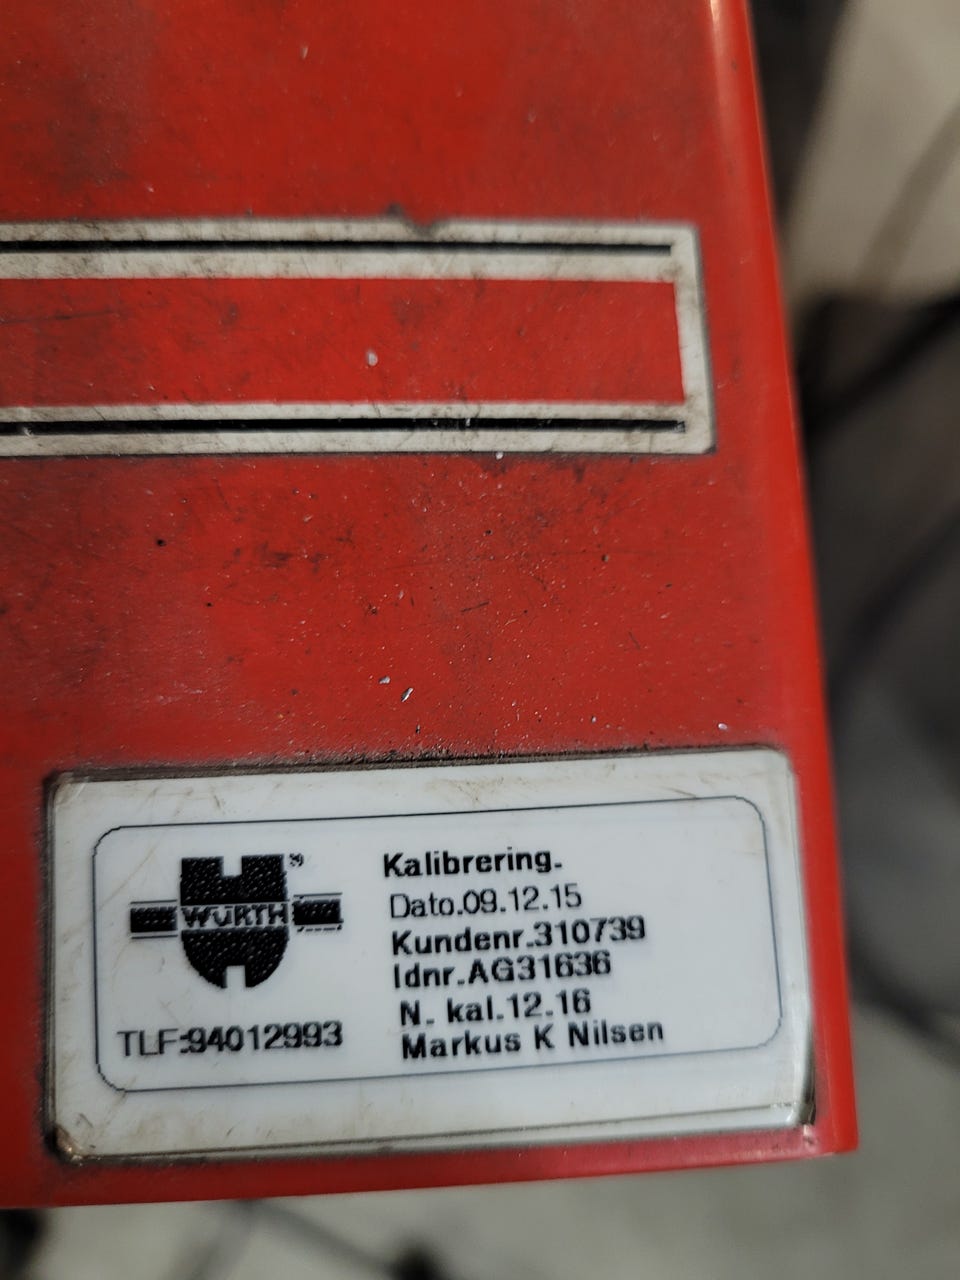 WÜRTH®
TLF:94012993
Kalibrering.
Dato.09.12.15
Kundenr.310739
Idnr.AG31636
N. kal.12.16
Markus K Nilsen